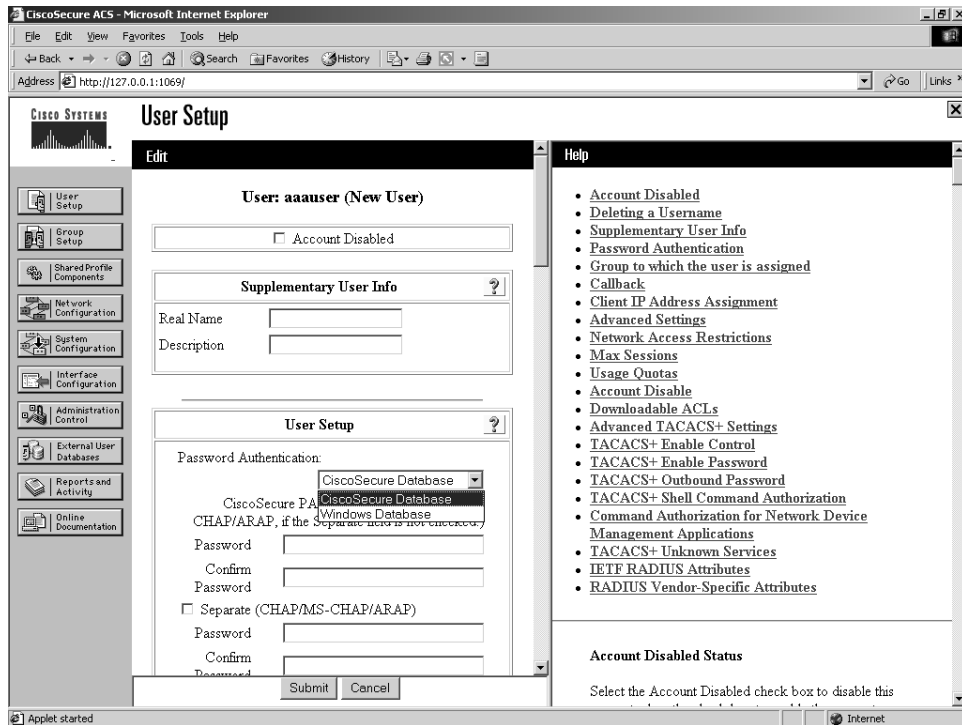 CiscoSecure ACS - Microsoft Internet Explorer
File Edit View Favorites Tools Help
Back Search Favorites History
Address http://127.0.0.1:1069/ Go Links
CISCO SYSTEMS
User Setup
User Setup
Group Setup
Shared Profile Components
Network Configuration
System Configuration
Interface Configuration
Administration Control
External User Databases
Reports and Activity
Online Documentation
Edit
User: aaauser (New User)
Account Disabled
Supplementary User Info ?
Real Name
Description
User Setup ?
Password Authentication:
CiscoSecure Database
CiscoSecure Database
Windows Database
CiscoSecure
CHAP/ARAP, if the Separate field is not checked.)
Password
Confirm Password
Separate (CHAP/MS-CHAP/ARAP)
Password
Confirm
Password
Submit Cancel
Help
Account Disabled
Deleting a Username
Supplementary User Info
Password Authentication
Group to which the user is assigned
Callback
Client IP Address Assignment
Advanced Settings
Network Access Restrictions
Max Sessions
Usage Quotas
Account Disable
Downloadable ACLs
Advanced TACACS+ Settings
TACACS+ Enable Control
TACACS+ Enable Password
TACACS+ Outbound Password
TACACS+ Shell Command Authorization
Command Authorization for Network Device
Management Applications
TACACS+ Unknown Services
IETF RADIUS Attributes
RADIUS Vendor-Specific Attributes
Account Disabled Status
Select the Account Disabled check box to disable this
Applet started Internet